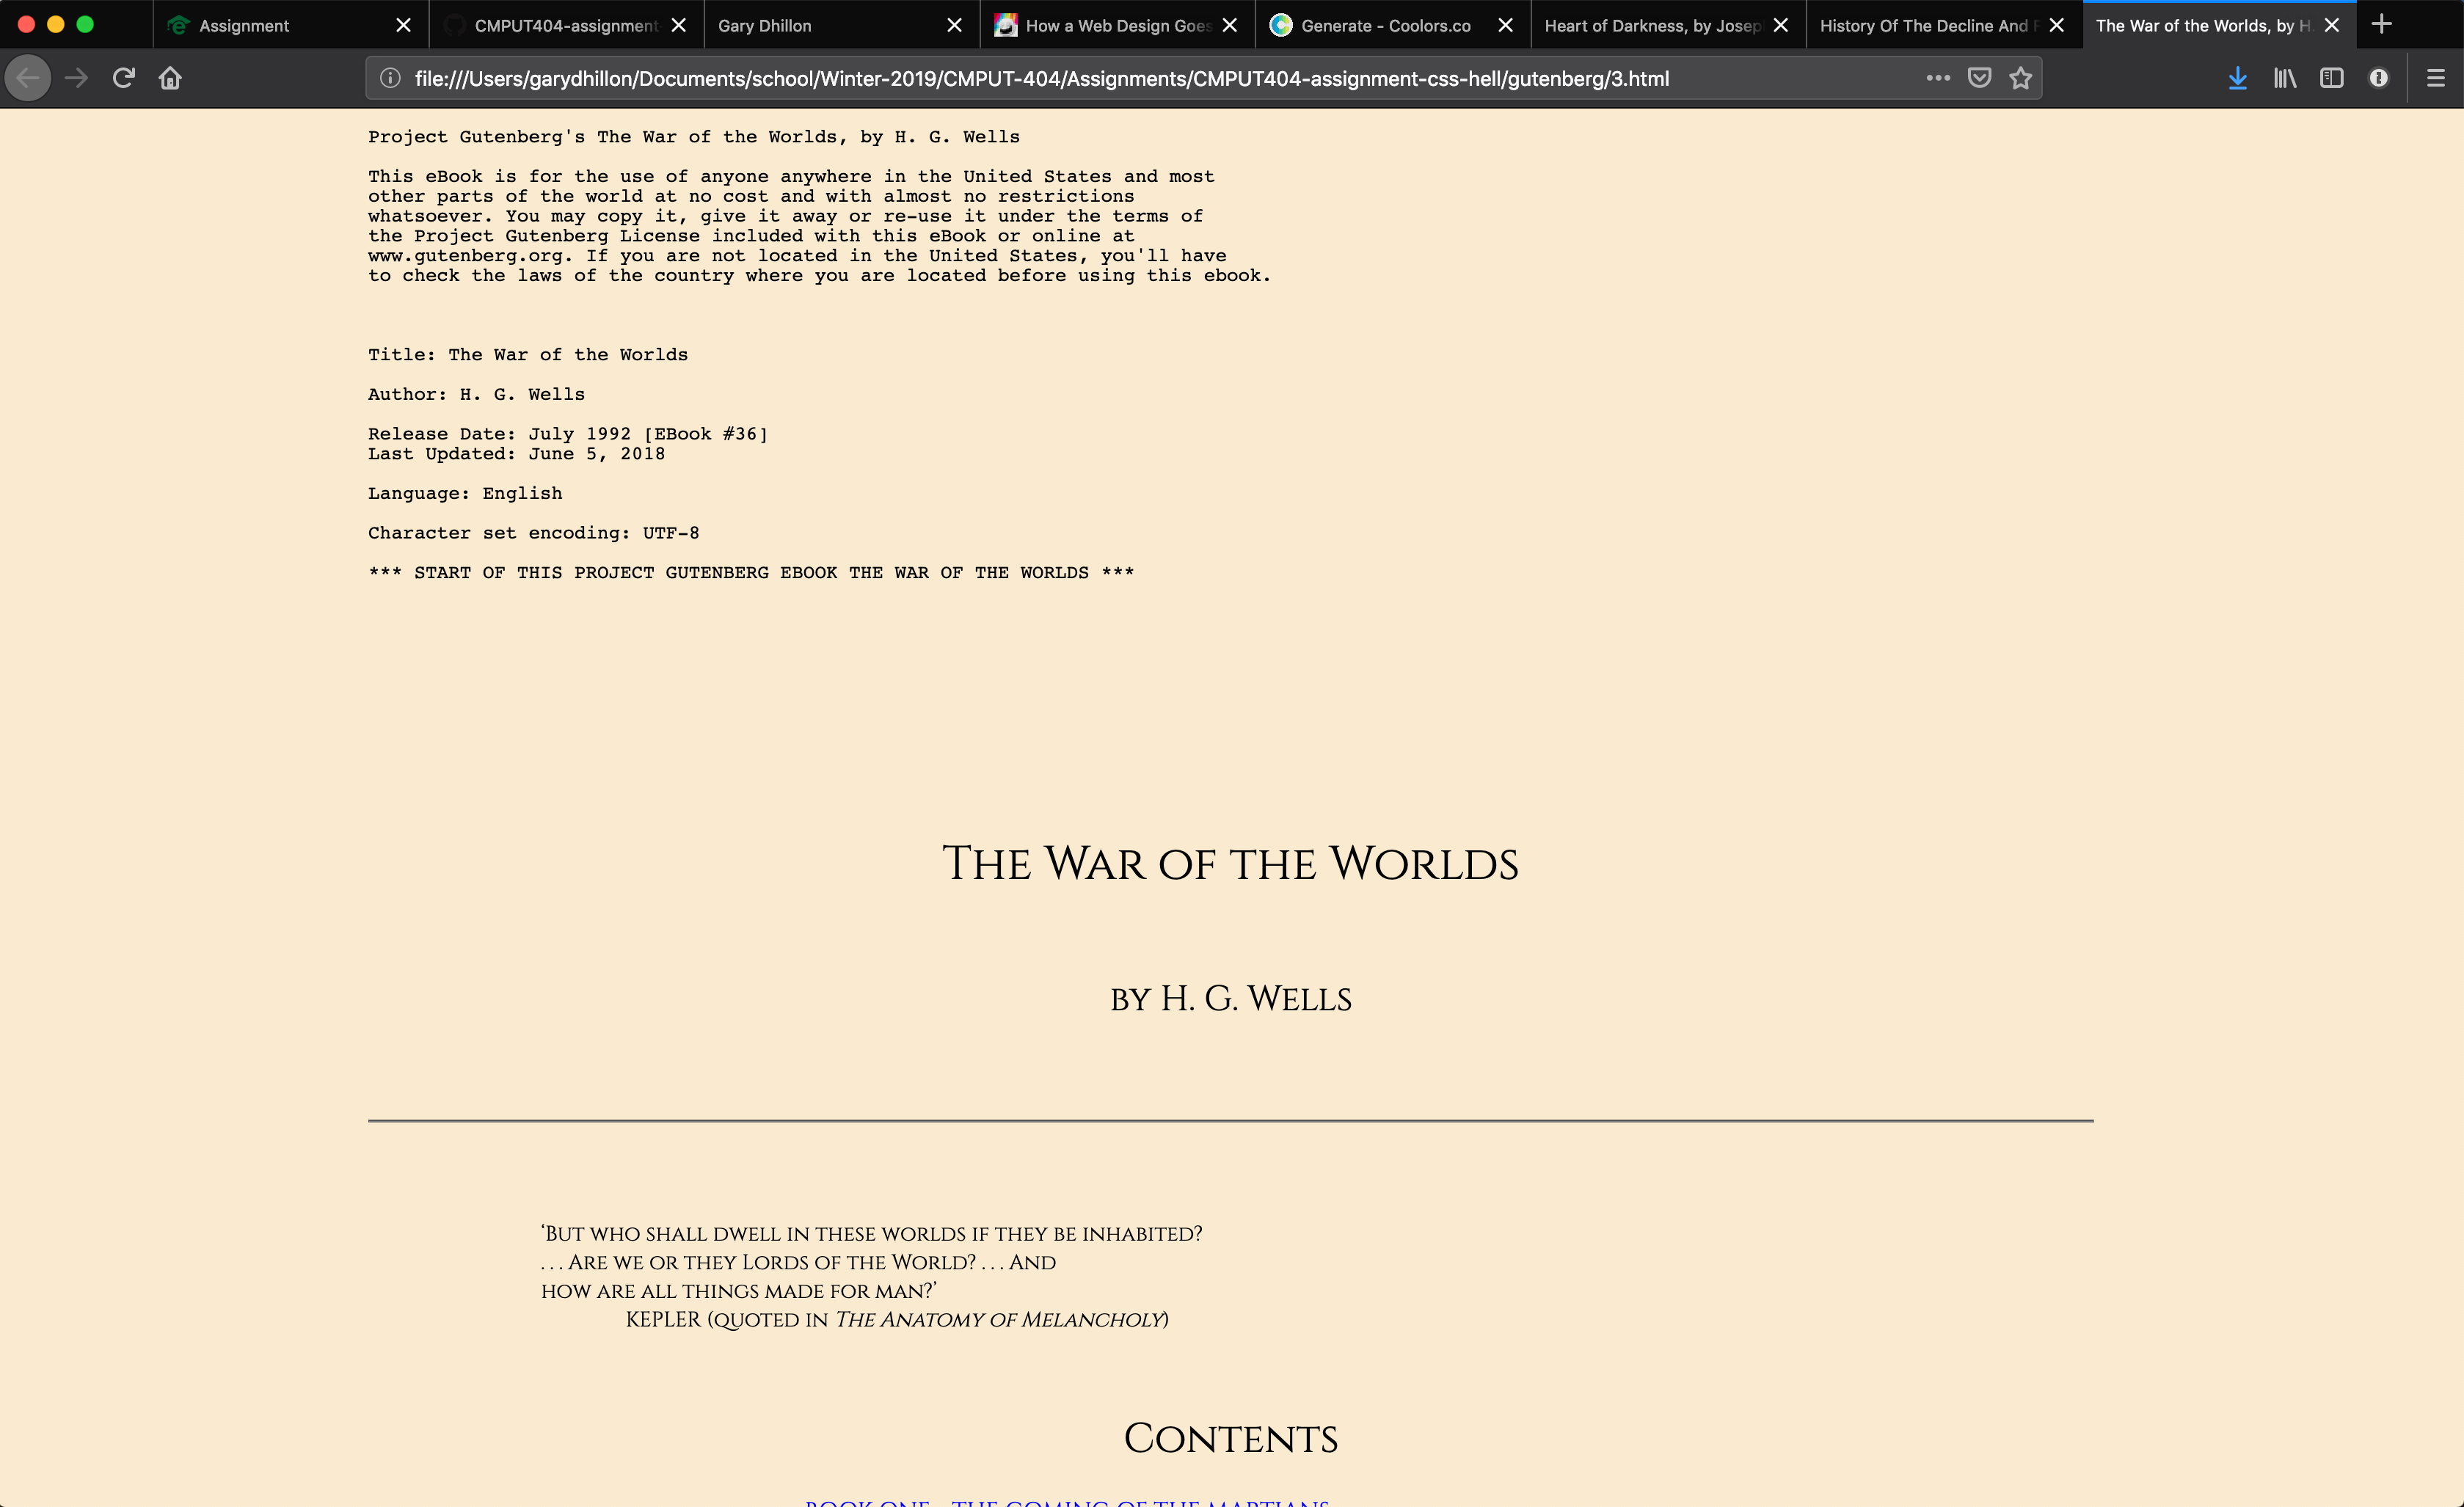 Assignment
CMPUT404-assignment-
Gary Dhillon
How a Web Design Goes
Generate - Coolors.co
Heart of Darkness, by Josep
History Of The Decline And F
The War of the Worlds, by H.
file:///Users/garydhillon/Documents/school/Winter-2019/CMPUT-404/Assignments/CMPUT404-assignment-css-hell/gutenberg/3.html
Project Gutenberg's The War of the Worlds, by H. G. Wells
This eBook is for the use of anyone anywhere in the United States and most
other parts of the world at no cost and with almost no restrictions
whatsoever. You may copy it, give it away or re-use it under the terms of
the Project Gutenberg License included with this eBook or online at
www.gutenberg.org. If you are not located in the United States, you'll have
to check the laws of the country where you are located before using this ebook.
Title: The War of the Worlds
Author: H. G. Wells
Release Date: July 1992 [EBook #36]
Last Updated: June 5, 2018
Language: English
Character set encoding: UTF-8
*** START OF THIS PROJECT GUTENBERG EBOOK THE WAR OF THE WORLDS ***
The War of the Worlds
by H. G. Wells
‘But who shall dwell in these worlds if they be inhabited?
. . . Are we or they Lords of the World? . . . And
how are all things made for man?’
KEPLER (quoted in The Anatomy of Melancholy)
Contents
BOOK ONE.—THE COMING OF THE MARTIANS